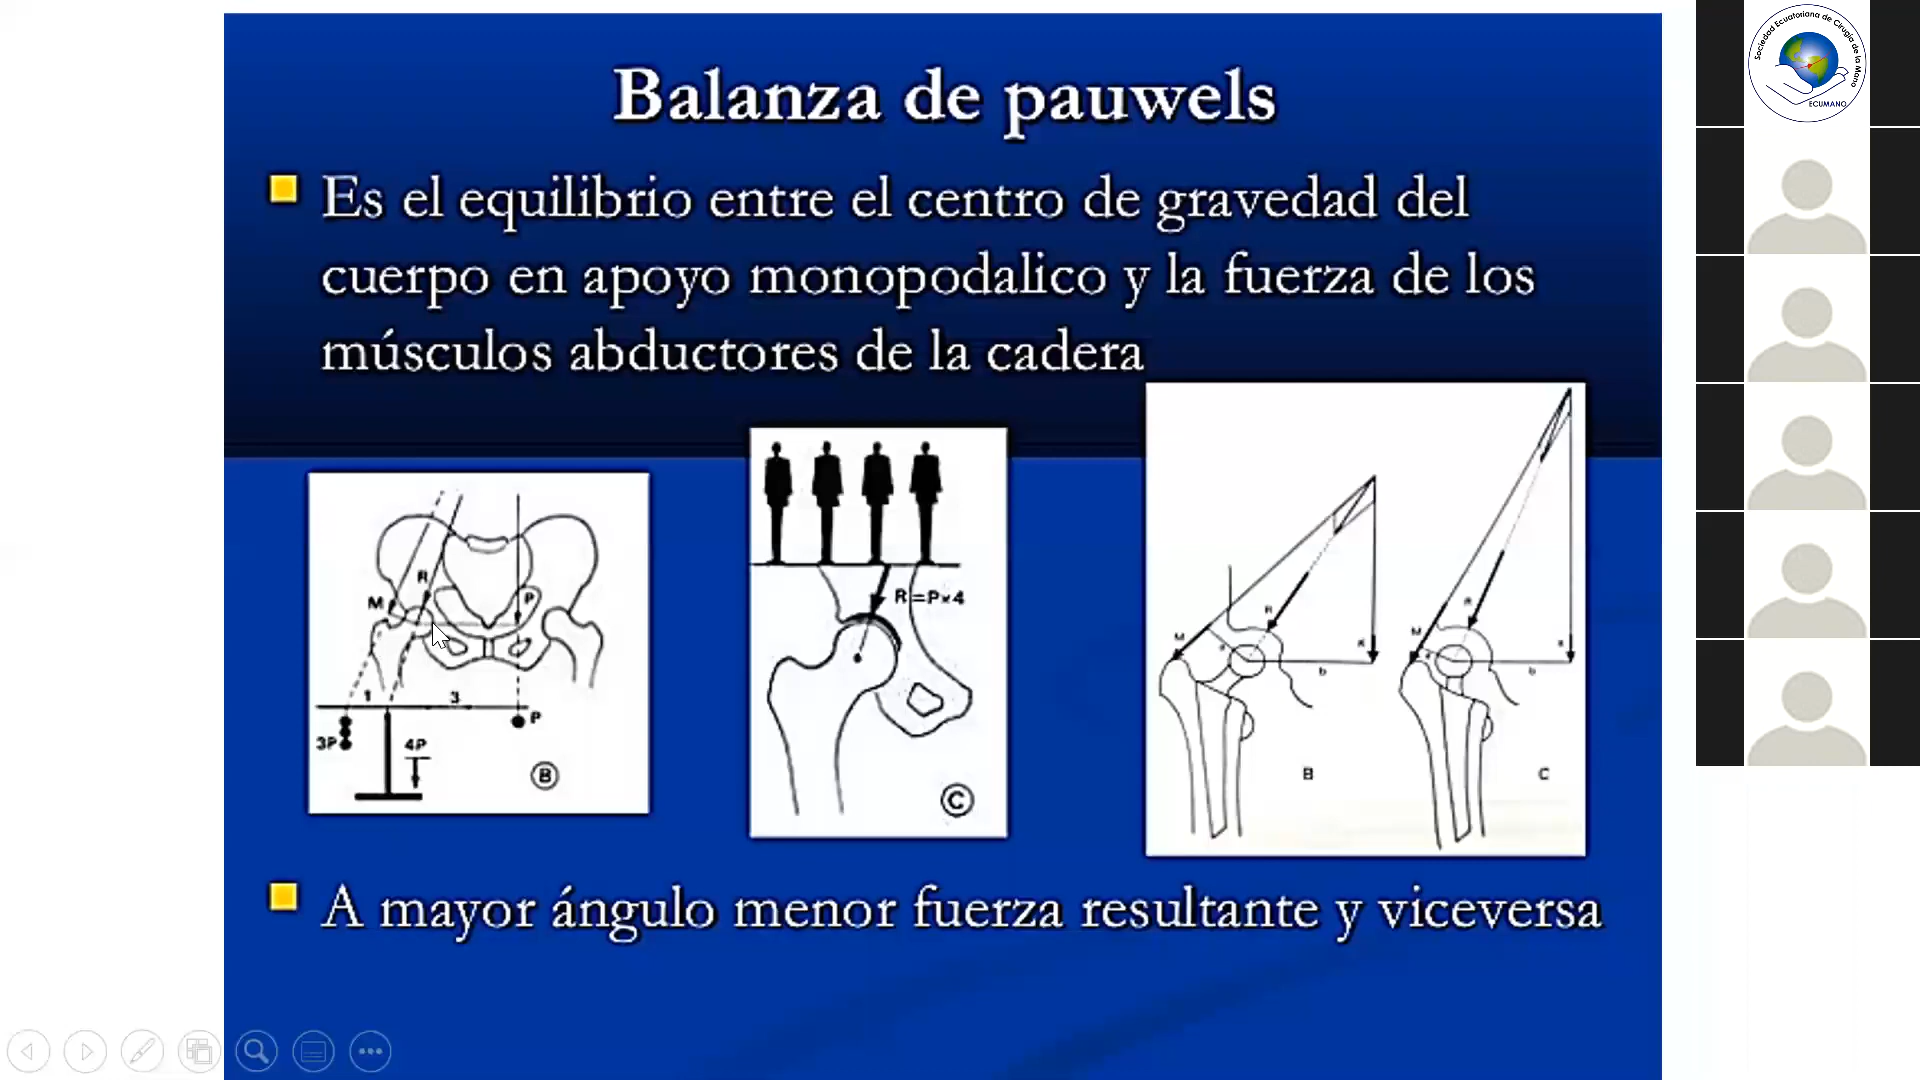 Balanza de pauwels
Es el equilibrio entre el centro de gravedad del
cuerpo en apoyo monopodalico y la fuerza de los
músculos abductores de la cadera
R
M
P
1
3
P
3P
4P
B
R=P×4
C
M
R
K
a
b
B
M
R
K
a
b
C
A mayor ángulo menor fuerza resultante y viceversa
Sociedad Ecuatoriana de Cirugía de la Mano
ECUMANO